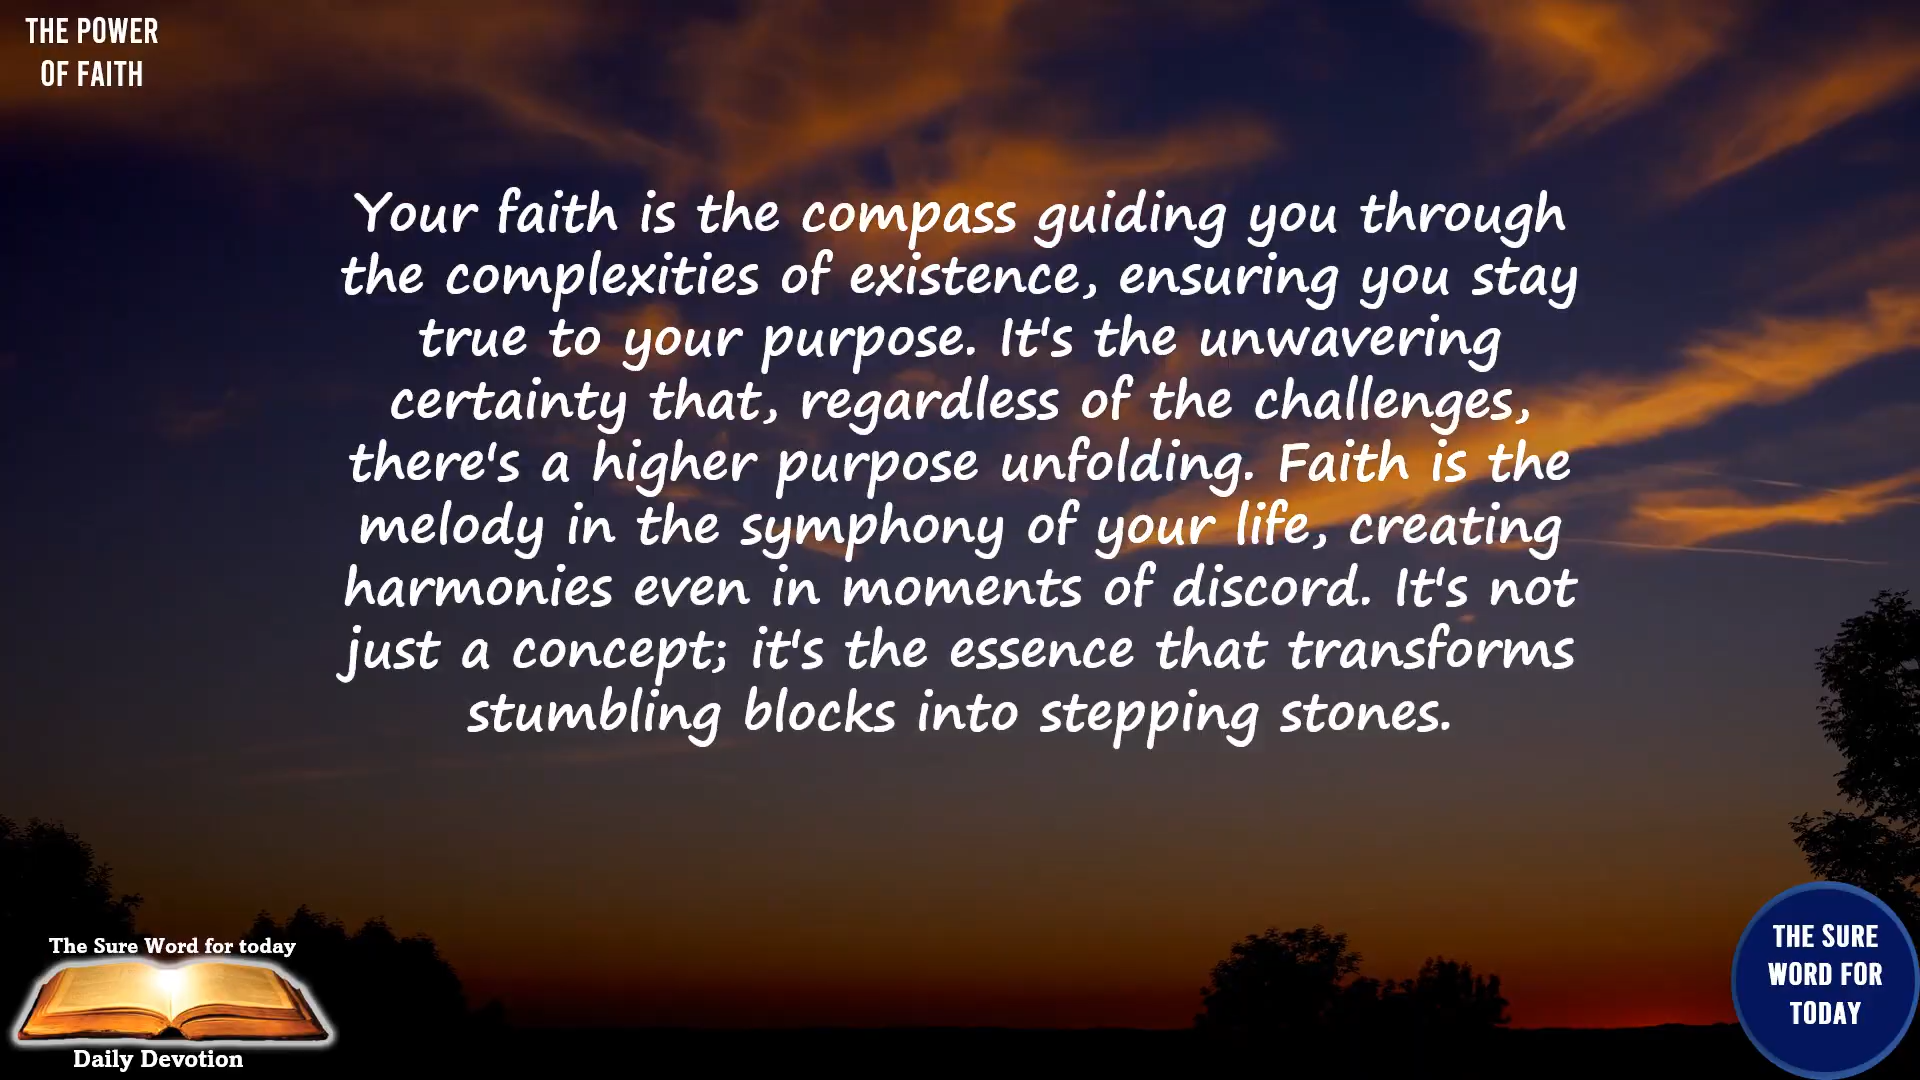 THE POWER
OF FAITH
Your faith is the compass guiding you through
the complexities of existence, ensuring you stay
true to your purpose. It's the unwavering
certainty that, regardless of the challenges,
there's a higher purpose unfolding. Faith is the
melody in the symphony of your life, creating
harmonies even in moments of discord. It's not
just a concept; it's the essence that transforms
stumbling blocks into stepping stones.
The Sure Word for today
Daily Devotion
THE SURE
WORD FOR
TODAY